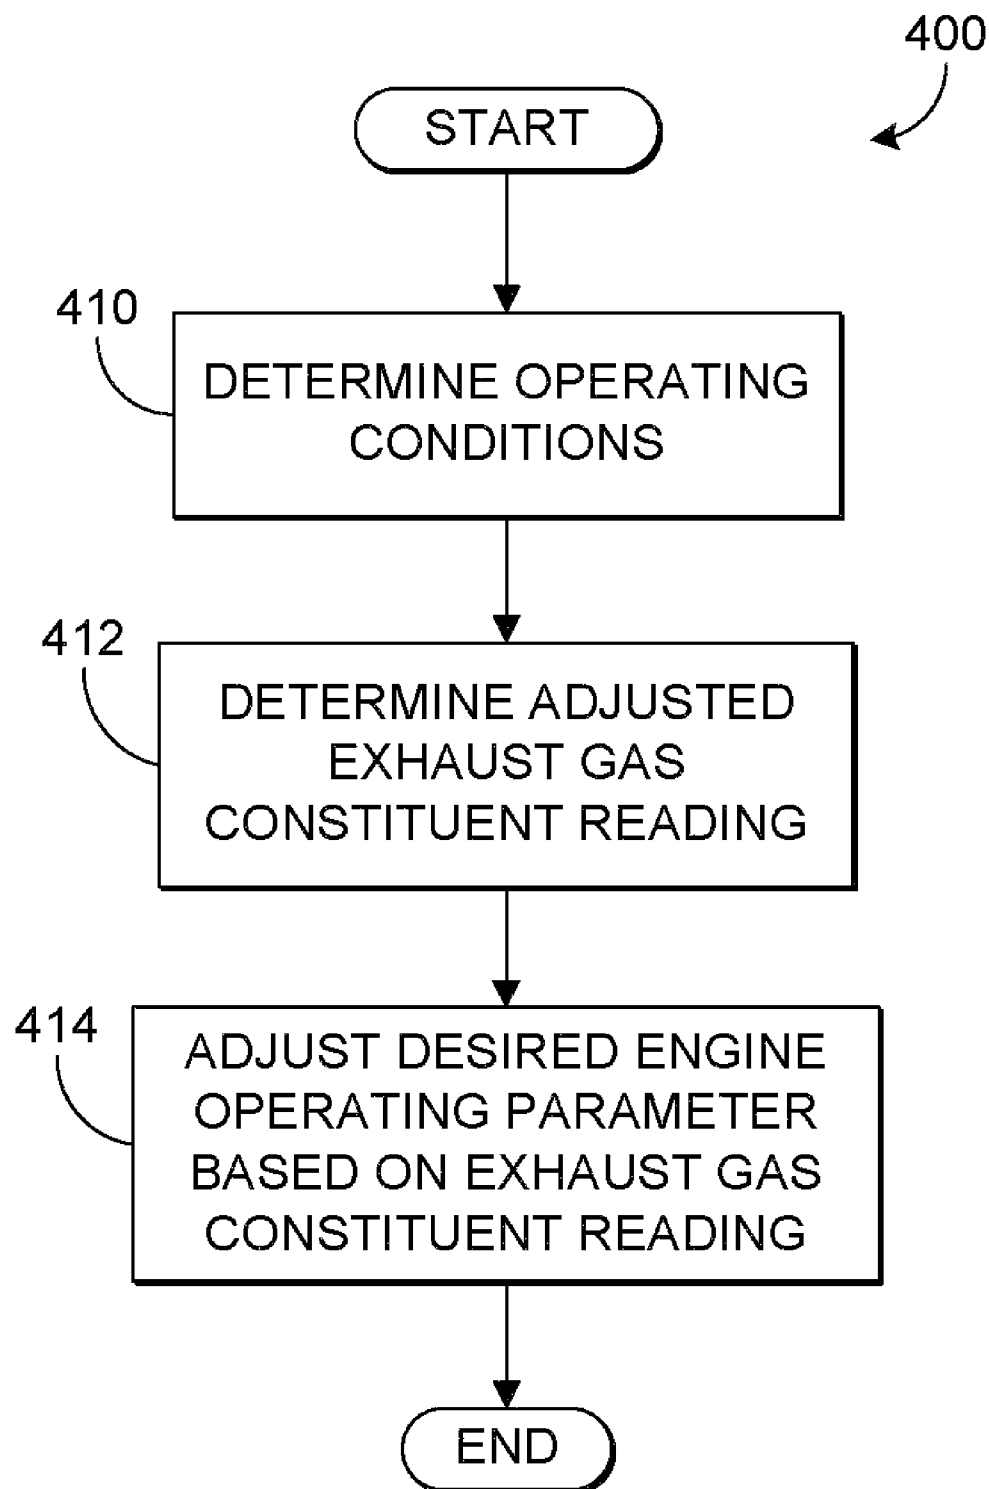 400
START
410
DETERMINE OPERATING
CONDITIONS
412
DETERMINE ADJUSTED
EXHAUST GAS
CONSTITUENT READING
414
ADJUST DESIRED ENGINE
OPERATING PARAMETER
BASED ON EXHAUST GAS
CONSTITUENT READING
END